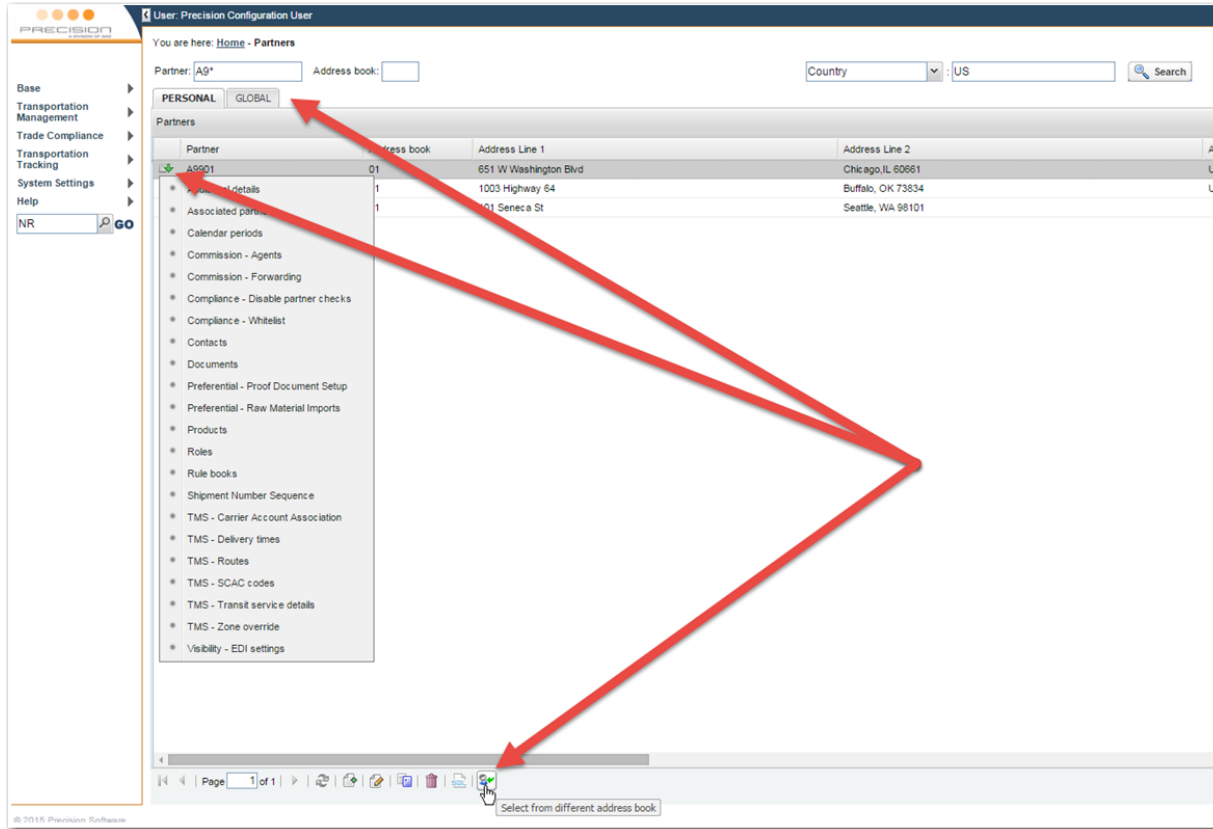 PRECISION
User: Precision Configuration User
You are here: Home - Partners
Partner: A9* Address book: Country : US Search
PERSONAL GLOBAL
Partners
Base
Transportation
Management
Trade Compliance
Transportation
Tracking
System Settings
Help
NR GO
Partner Address book Address Line 1 Address Line 2 A
A9901 01 651 W Washington Blvd Chicago,IL 60661 U
1 1003 Highway 64 Buffalo, OK 73834 U
1 Seneca St Seattle, WA 98101
details
Associated
Calendar periods
Commission - Agents
Commission - Forwarding
Compliance - Disable partner checks
Compliance - Whitelist
Contacts
Documents
Preferential - Proof Document Setup
Preferential - Raw Material Imports
Products
Roles
Rule books
Shipment Number Sequence
TMS - Carrier Account Association
TMS - Delivery times
TMS - Routes
TMS - SCAC codes
TMS - Transit service details
TMS - Zone override
Visibility - EDI settings
Page 1 of 1
Select from different address book
© 2015 Precision Software